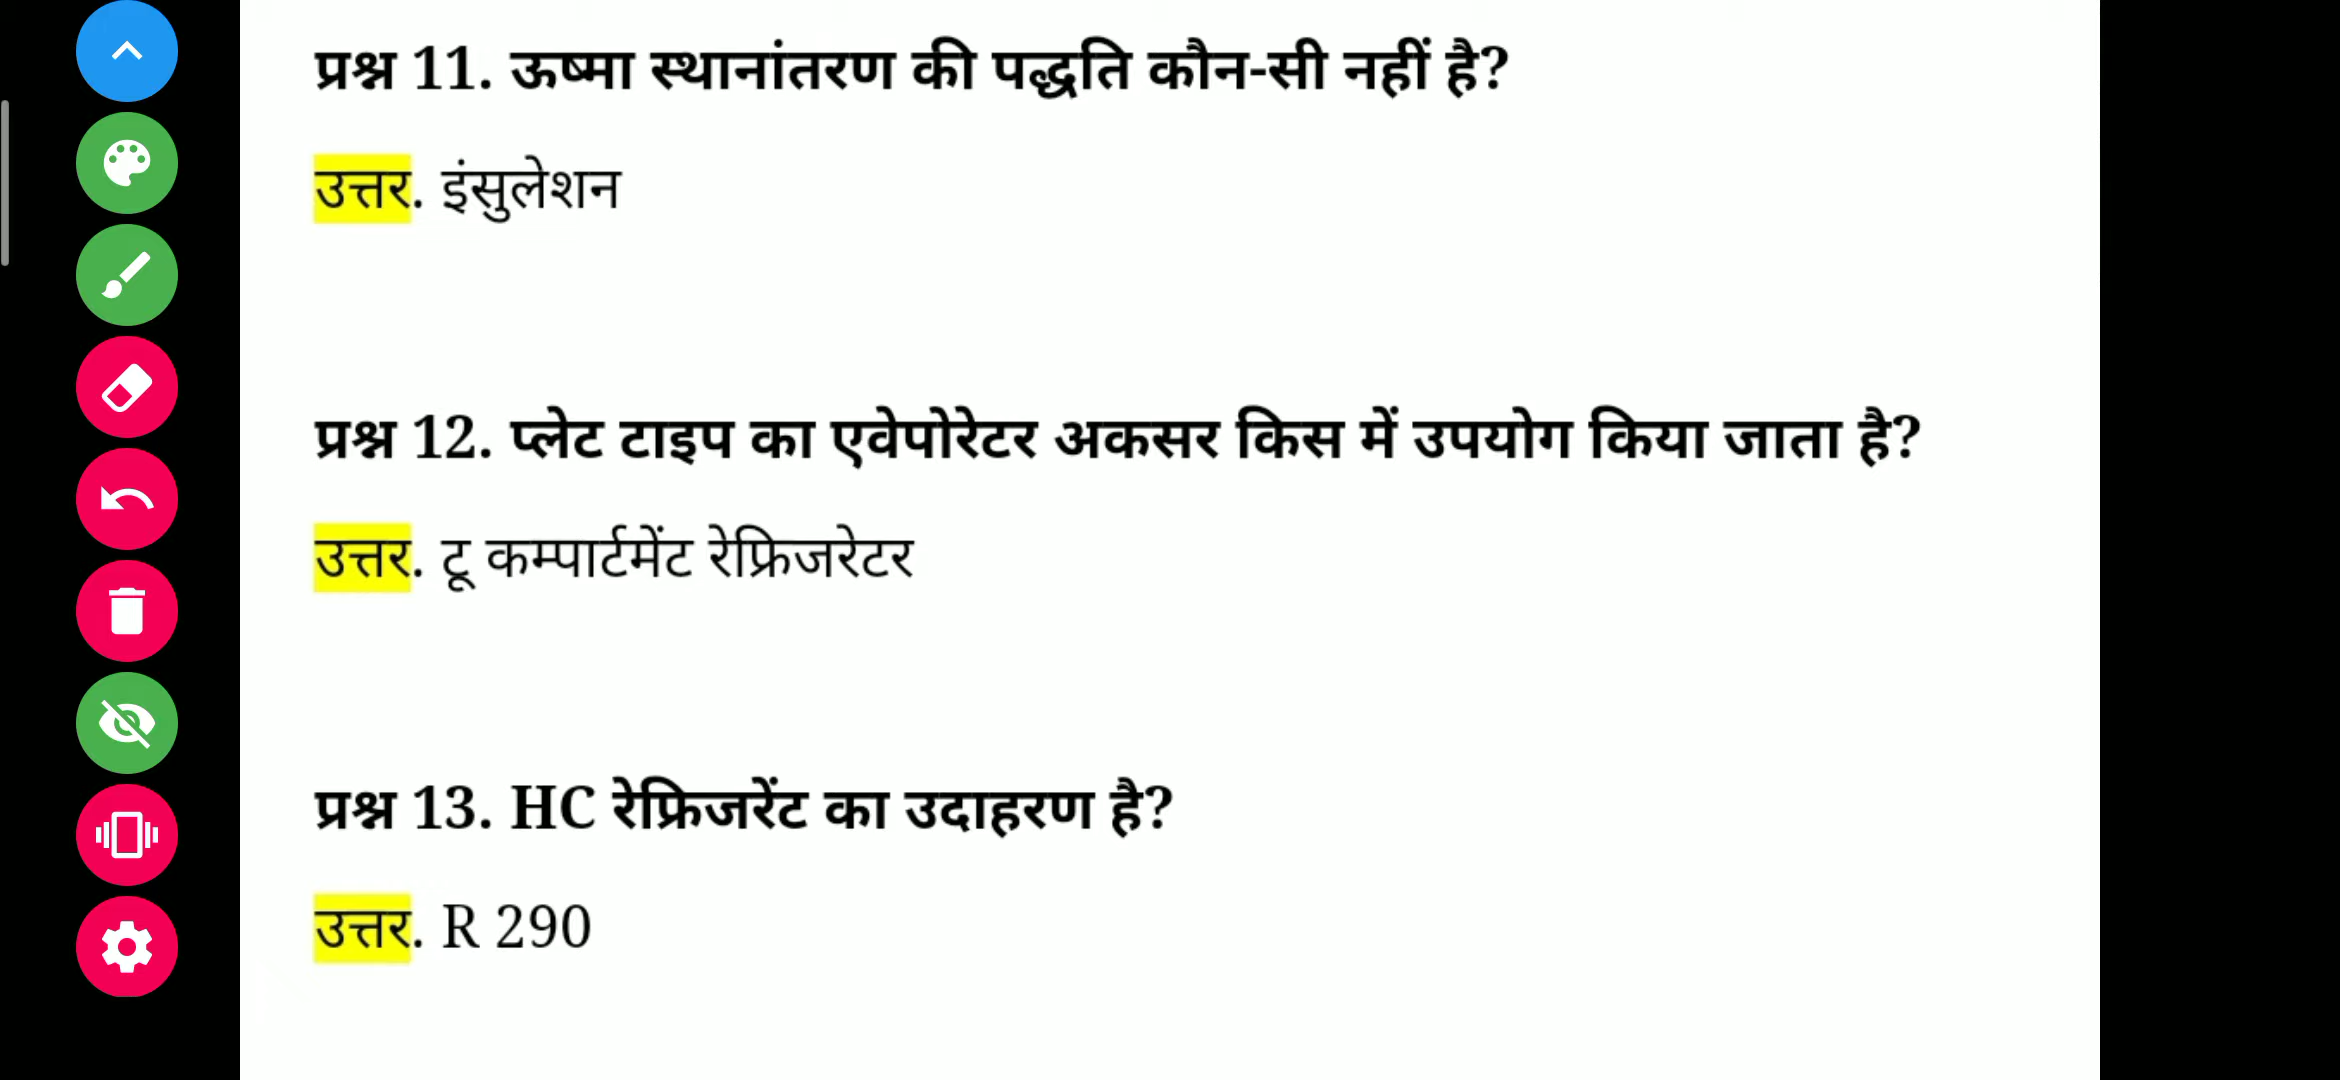 प्रश्न 11. ऊष्मा स्थानांतरण की पद्धति कौन-सी नहीं है?
उत्तर. इंसुलेशन
प्रश्न 12. प्लेट टाइप का एवेपोरेटर अकसर किस में उपयोग किया जाता है?
उत्तर. टू कम्पार्टमेंट रेफ्रिजरेटर
प्रश्न 13. HC रेफ्रिजरेंट का उदाहरण है?
उत्तर. R 290